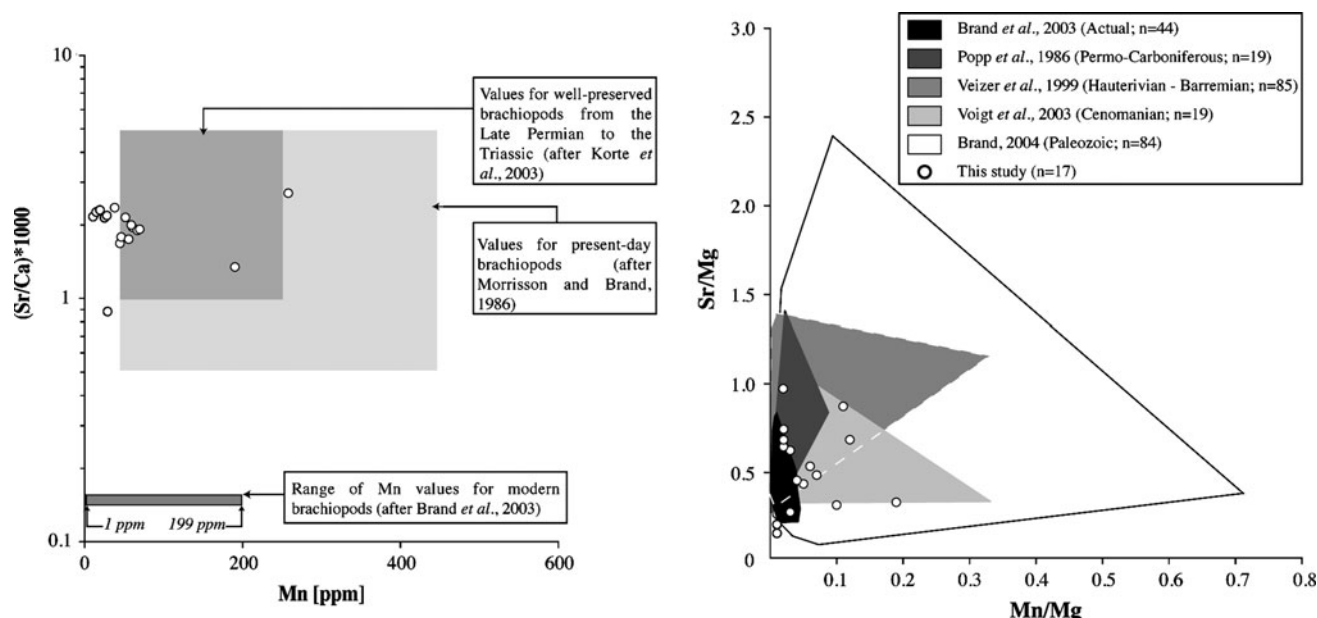 10
1
0.1
(Sr/Ca)*1000
0
200
400
600
Mn [ppm]
Values for well-preserved
brachiopods from the
Late Permian to the
Triassic (after Korte et
al., 2003)
Values for present-day
brachiopods (after
Morrisson and Brand,
1986)
Range of Mn values for modern
brachiopods (after Brand et al., 2003)
1 ppm
199 ppm
3.0
2.5
2.0
1.5
1.0
0.5
0
Sr/Mg
0.1
0.2
0.3
0.4
0.5
0.6
0.7
0.8
Mn/Mg
Brand et al., 2003 (Actual; n=44)
Popp et al., 1986 (Permo-Carboniferous; n=19)
Veizer et al., 1999 (Hauterivian - Barremian; n=85)
Voigt et al., 2003 (Cenomanian; n=19)
Brand, 2004 (Paleozoic; n=84)
This study (n=17)